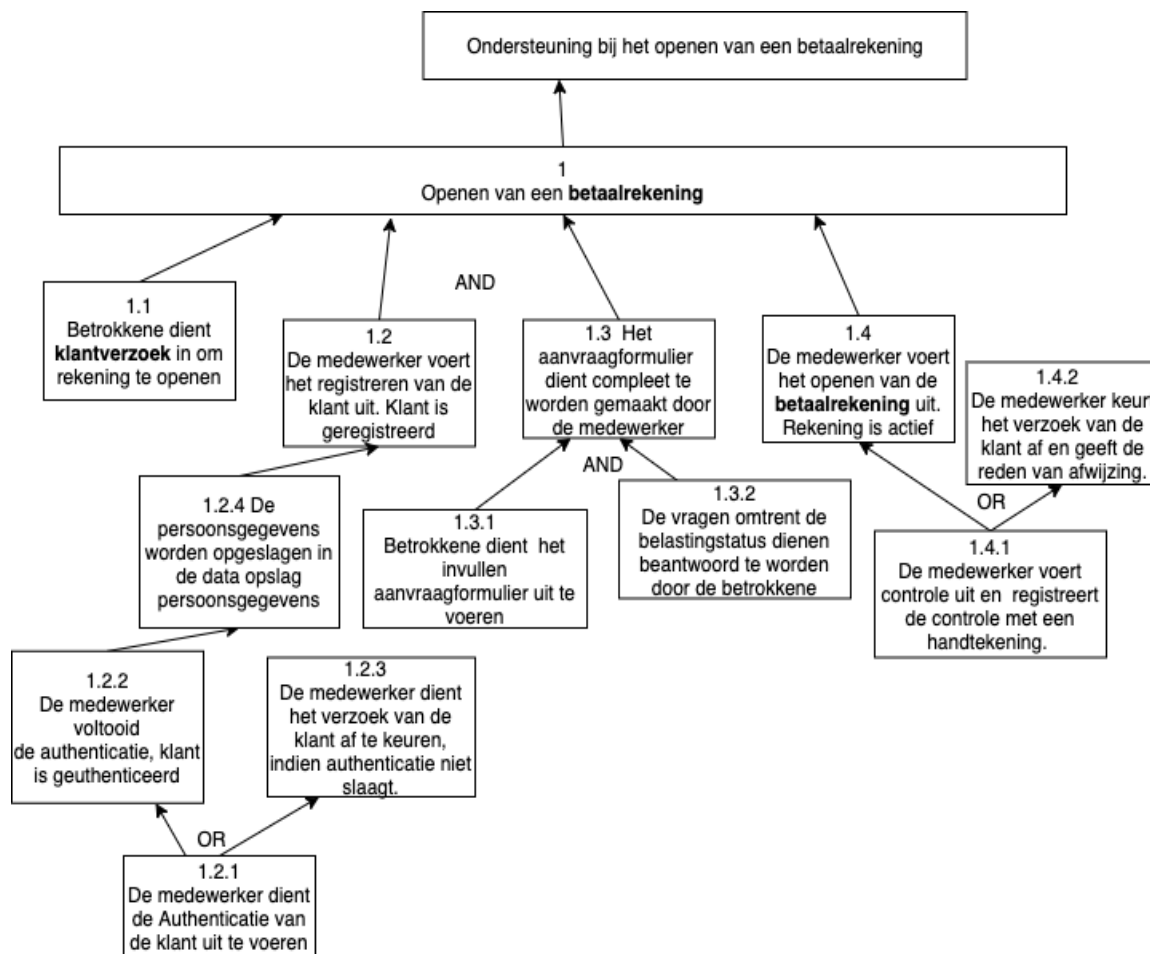 Ondersteuning bij het openen van een betaalrekening
1
Openen van een betaalrekening
AND
1.1
Betrokkene dient
klantverzoek in om
rekening te openen
1.2
De medewerker voert
het registreren van de
klant uit. Klant is
geregistreerd
1.3 Het
aanvraagformulier
dient compleet te
worden gemaakt door
de medewerker
1.4
De medewerker voert
het openen van de
betaalrekening uit.
Rekening is actief
1.4.2
De medewerker keurt
het verzoek van de
klant af en geeft de
reden van afwijzing.
AND
OR
1.2.4 De
persoonsgegevens
worden opgeslagen in
de data opslag
persoonsgegevens
1.3.1
Betrokkene dient het
invullen
aanvraagformulier uit te
voeren
1.3.2
De vragen omtrent de
belastingstatus dienen
beantwoord te worden
door de betrokkene
1.4.1
De medewerker voert
controle uit en registreert
de controle met een
handtekening.
1.2.2
De medewerker
voltooid
de authenticatie, klant
is geuthenticeerd
1.2.3
De medewerker dient
het verzoek van de
klant af te keuren,
indien authenticatie niet
slaagt.
OR
1.2.1
De medewerker dient
de Authenticatie van
de klant uit te voeren